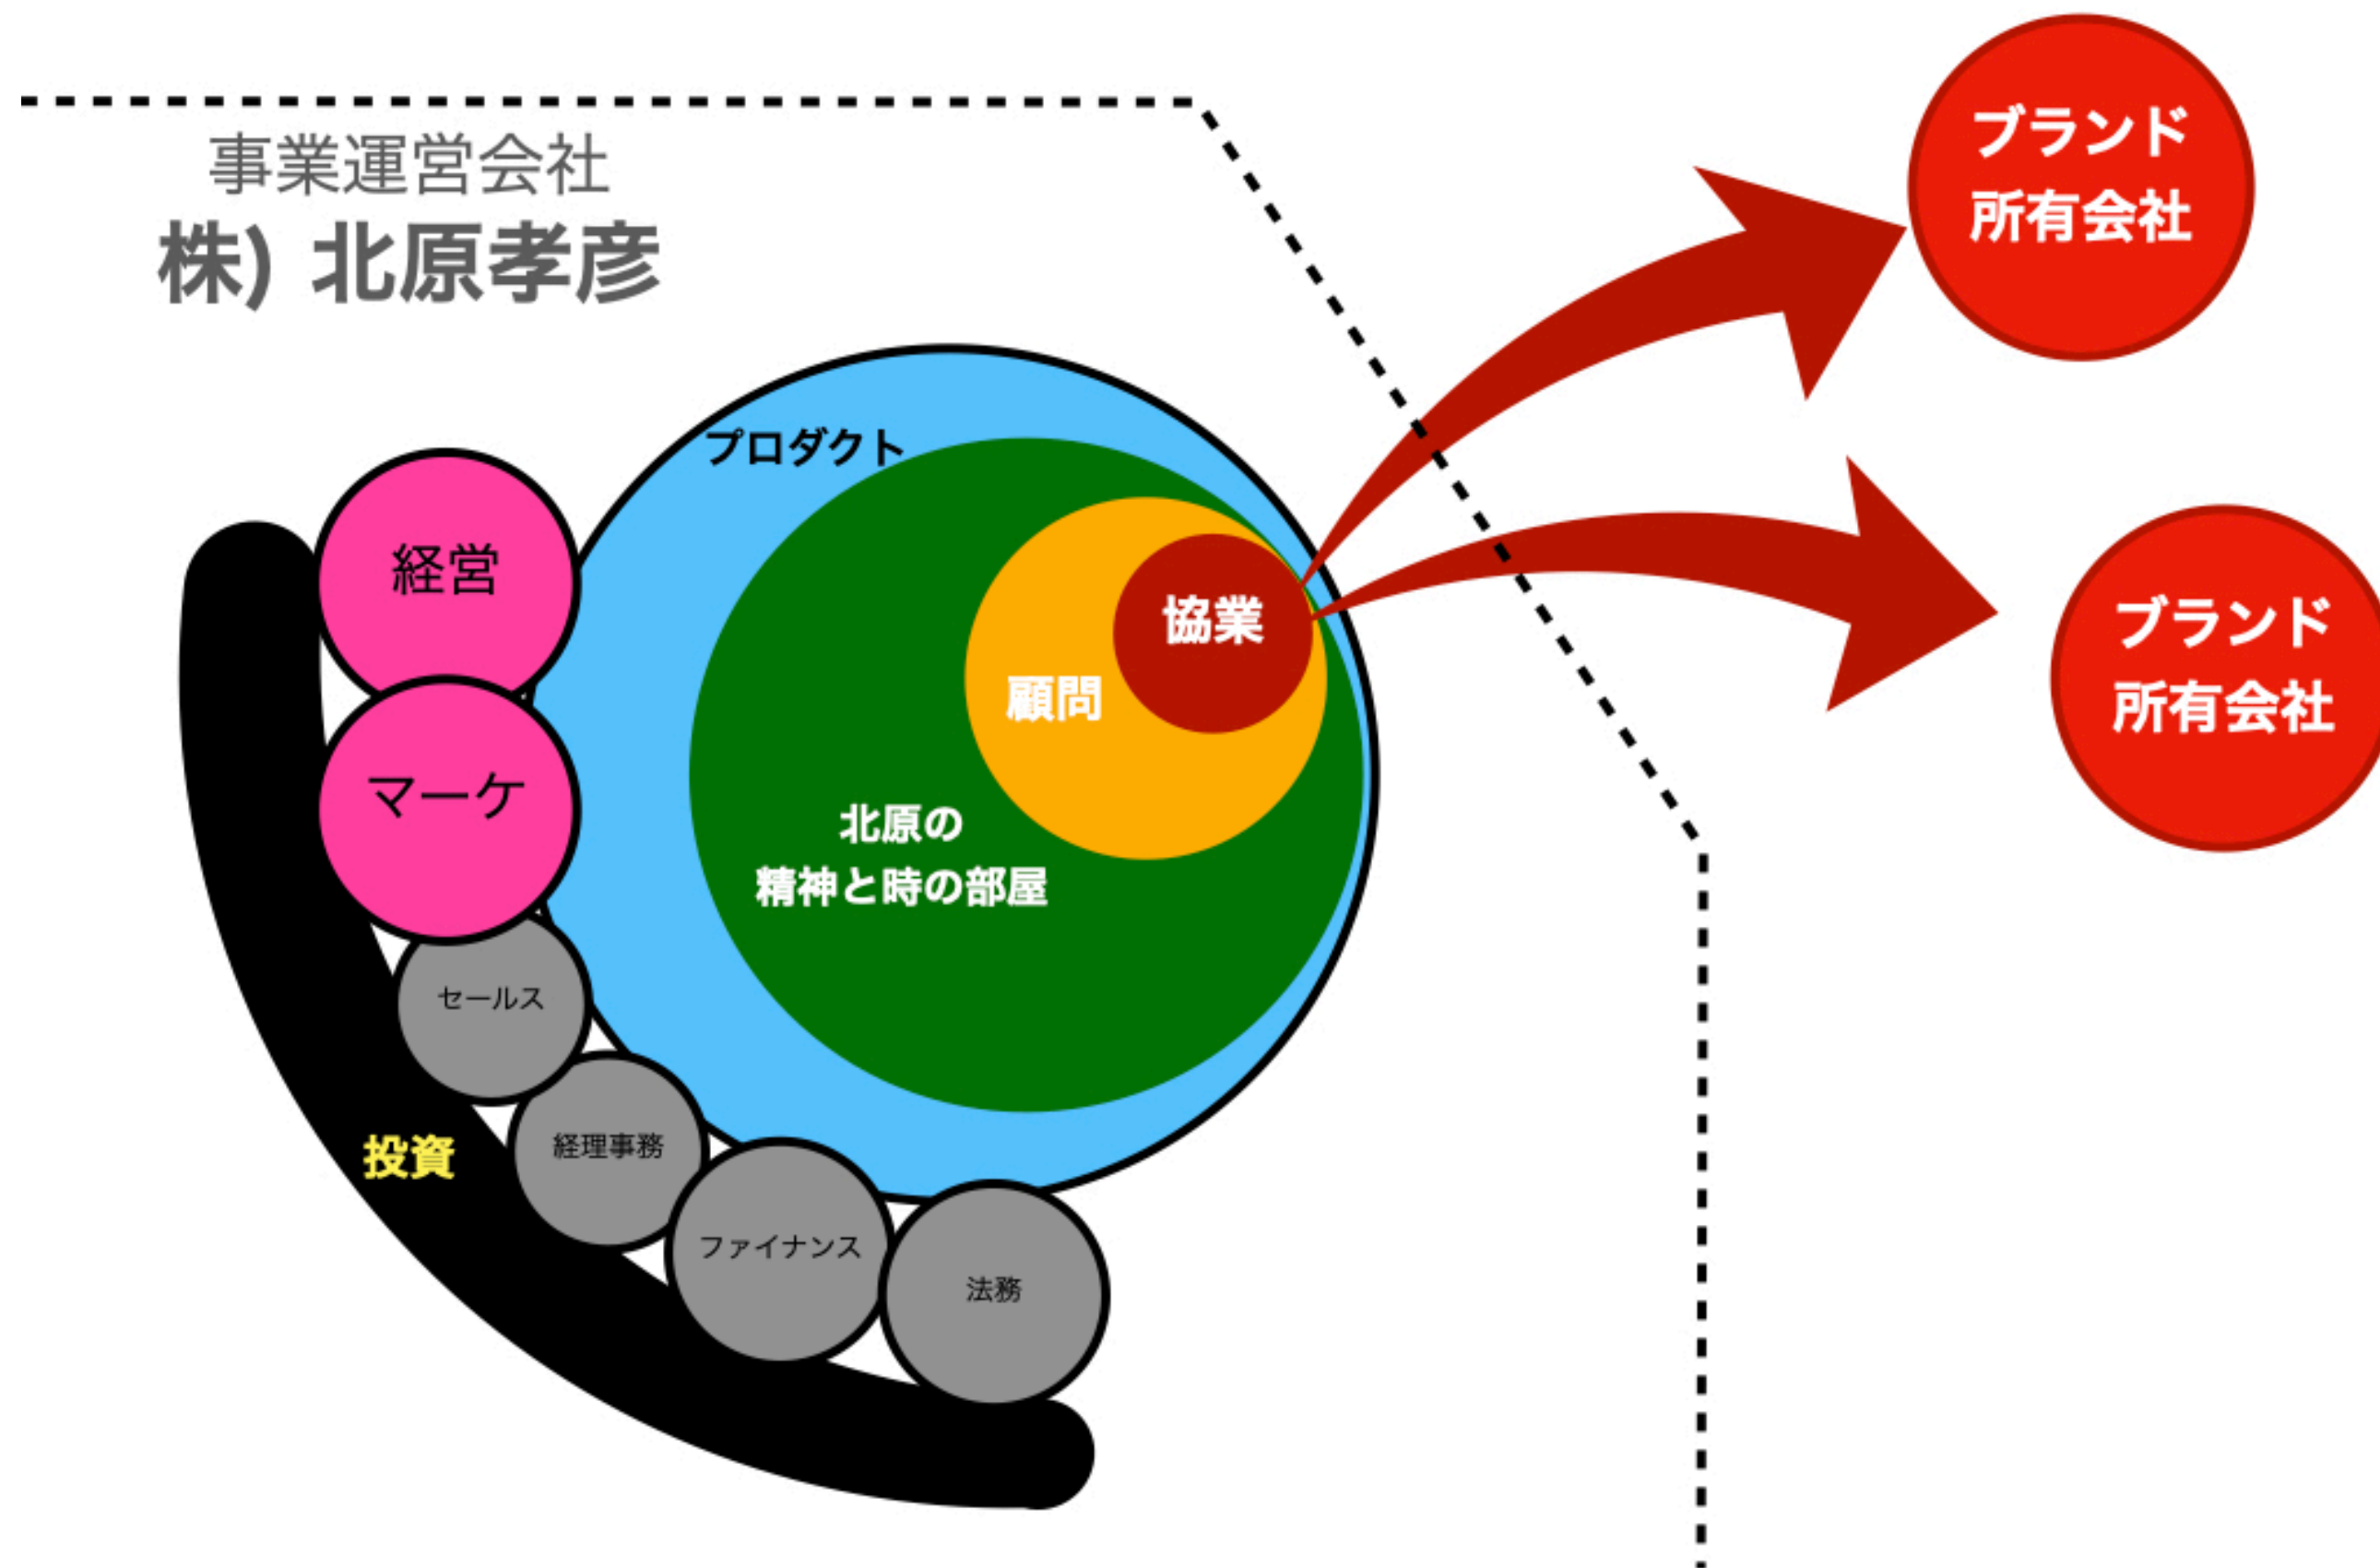 事業運営会社
株) 北原孝彦
ブランド
所有会社
プロダクト
経営
協業
ブランド
所有会社
顧問
マーケ
北原の
精神と時の部屋
セールス
経理事務
投資
ファイナンス
法務